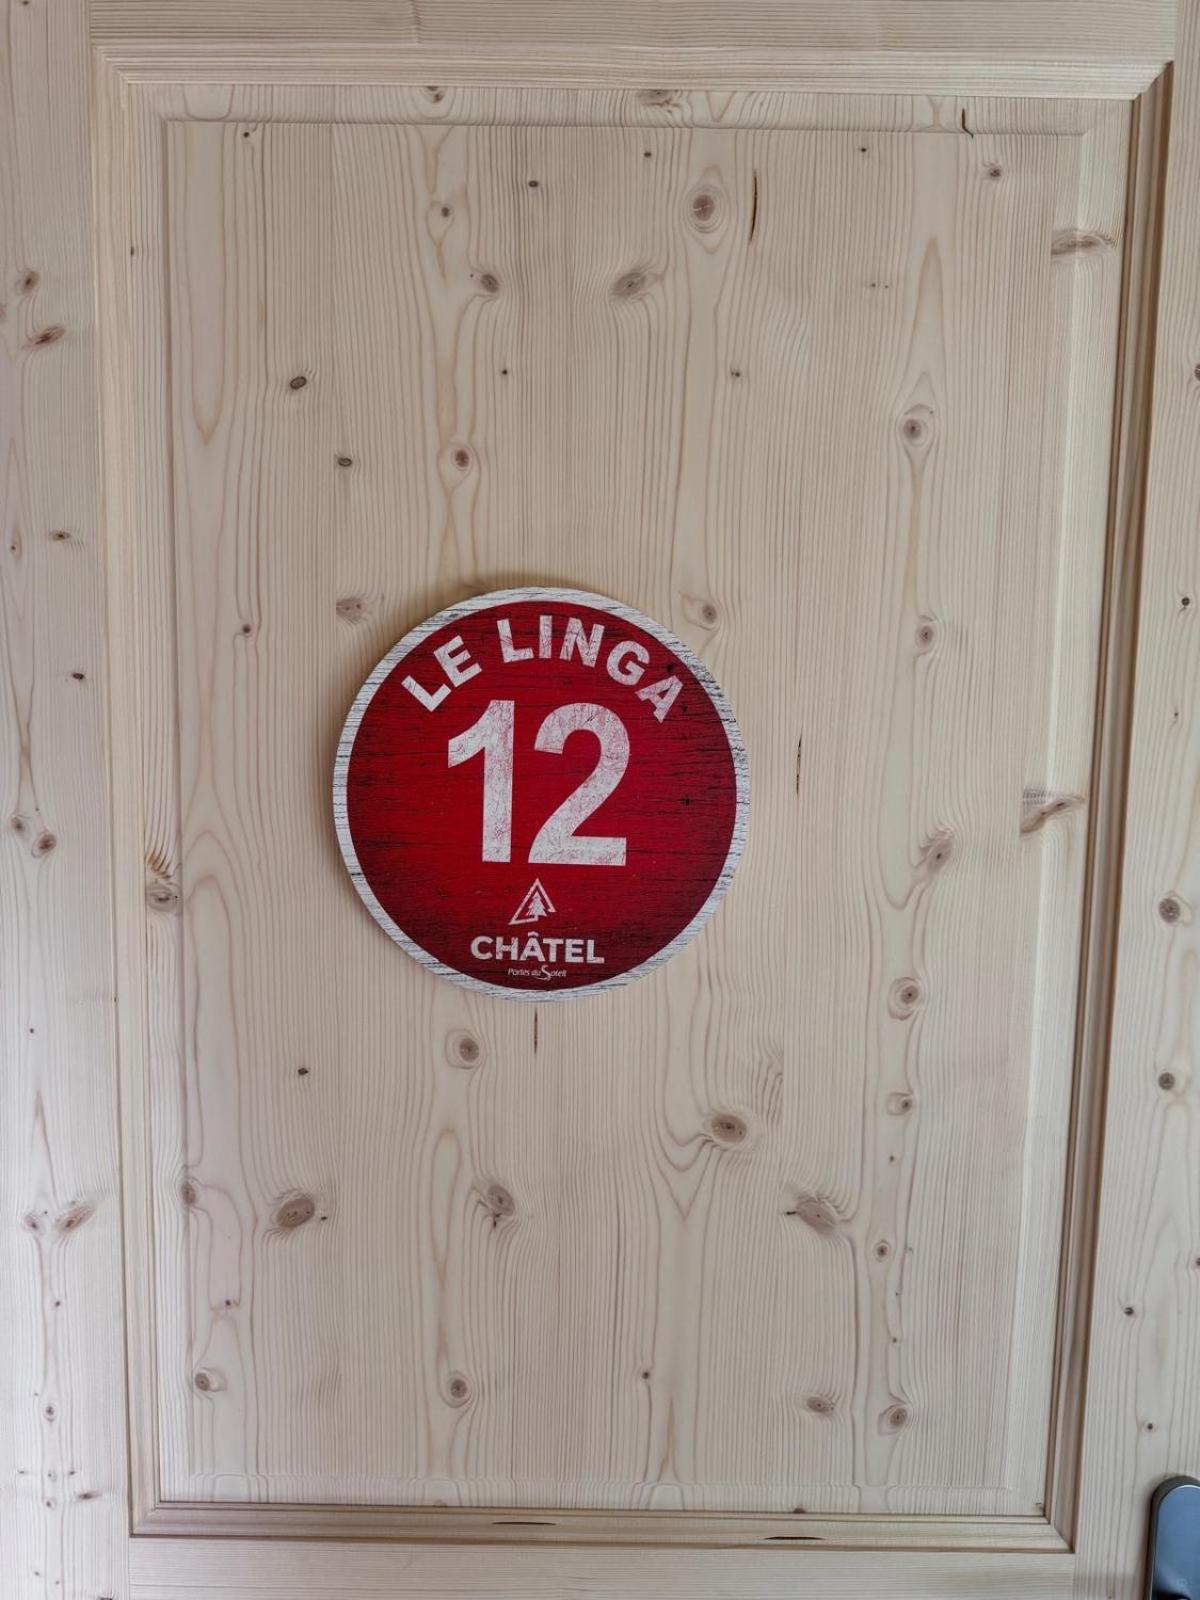 LE LINGA
12
CHÂTEL
Portes du Soleil